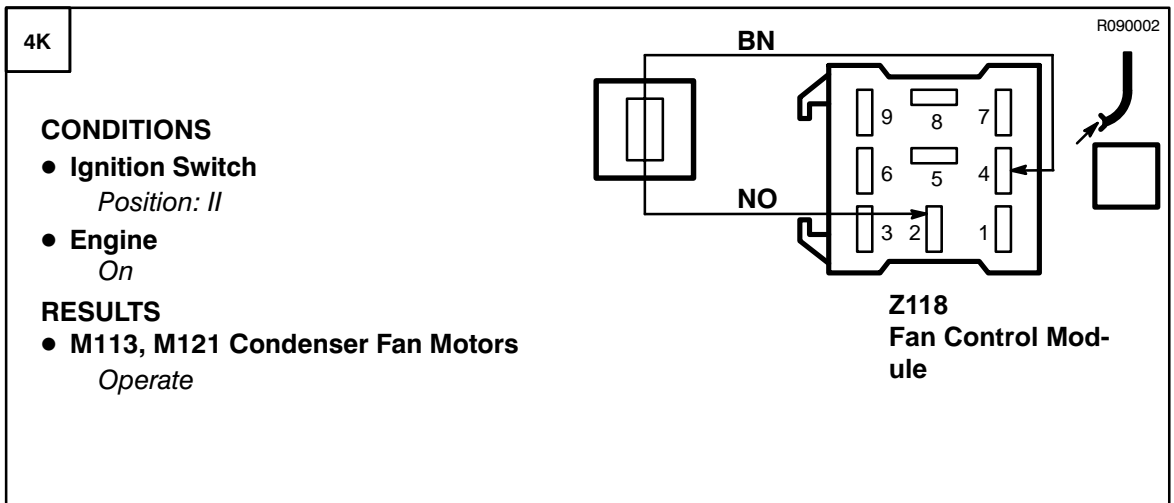 4K
R090002
CONDITIONS
● Ignition Switch
Position: II
● Engine
On
RESULTS
● M113, M121 Condenser Fan Motors
Operate
BN
NO
9 8 7
6 5 4
3 2 1
Z118
Fan Control Mod-
ule